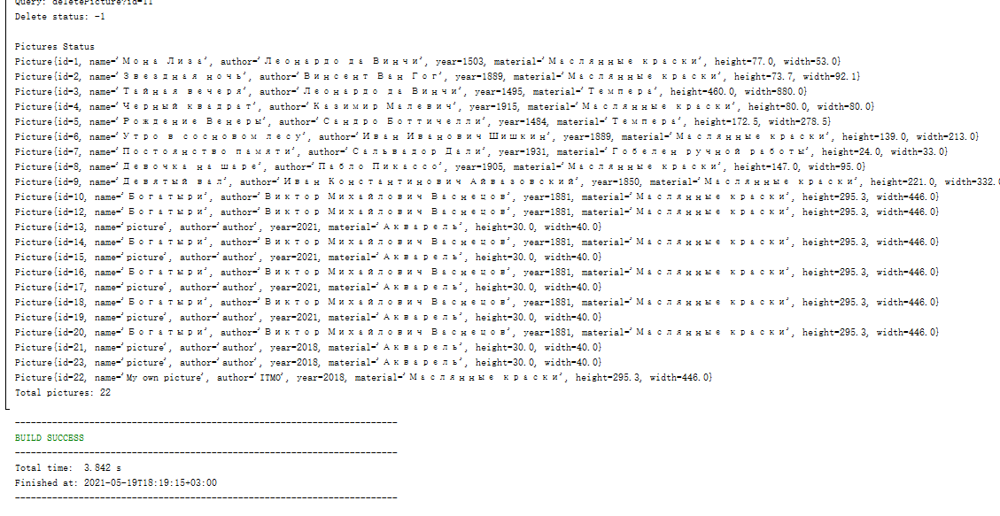 Query: deletePicture?id=11
Delete status: -1
Pictures Status
Picture{id=1, name='Мона Лиза', author='Леонардо да Винчи', year=1503, material='Маслянные краски', height=77.0, width=53.0}
Picture{id=2, name='Звездная ночь', author='Винсент Ван Гог', year=1889, material='Маслянные краски', height=73.7, width=92.1}
Picture{id=3, name='Тайная вечеря', author='Леонардо да Винчи', year=1495, material='Темпера', height=460.0, width=880.0}
Picture{id=4, name='Черный квадрат', author='Казимир Малевич', year=1915, material='Маслянные краски', height=80.0, width=80.0}
Picture{id=5, name='Рождение Венеры', author='Сандро Боттичелли', year=1484, material='Темпера', height=172.5, width=278.5}
Picture{id=6, name='Утро в сосновом лесу', author='Иван Иванович Шишкин', year=1889, material='Маслянные краски', height=139.0, width=213.0}
Picture{id=7, name='Постоянство памяти', author='Сальвадор Дали', year=1931, material='Гобелен ручной работы', height=24.0, width=33.0}
Picture{id=8, name='Девочка на шаре', author='Пабло Пикассо', year=1905, material='Маслянные краски', height=147.0, width=95.0}
Picture{id=9, name='Девятый вал', author='Иван Константинович Айвазовский', year=1850, material='Маслянные краски', height=221.0, width=332.
Picture{id=10, name='Богатыри', author='Виктор Михайлович Васнецов', year=1881, material='Маслянные краски', height=295.3, width=446.0}
Picture{id=12, name='Богатыри', author='Виктор Михайлович Васнецов', year=1881, material='Маслянные краски', height=295.3, width=446.0}
Picture{id=13, name='picture', author='author', year=2021, material='Акварель', height=30.0, width=40.0}
Picture{id=14, name='Богатыри', author='Виктор Михайлович Васнецов', year=1881, material='Маслянные краски', height=295.3, width=446.0}
Picture{id=15, name='picture', author='author', year=2021, material='Акварель', height=30.0, width=40.0}
Picture{id=16, name='Богатыри', author='Виктор Михайлович Васнецов', year=1881, material='Маслянные краски', height=295.3, width=446.0}
Picture{id=17, name='picture', author='author', year=2021, material='Акварель', height=30.0, width=40.0}
Picture{id=18, name='Богатыри', author='Виктор Михайлович Васнецов', year=1881, material='Маслянные краски', height=295.3, width=446.0}
Picture{id=19, name='picture', author='author', year=2021, material='Акварель', height=30.0, width=40.0}
Picture{id=20, name='Богатыри', author='Виктор Михайлович Васнецов', year=1881, material='Маслянные краски', height=295.3, width=446.0}
Picture{id=21, name='picture', author='author', year=2018, material='Акварель', height=30.0, width=40.0}
Picture{id=23, name='picture', author='author', year=2018, material='Акварель', height=30.0, width=40.0}
Picture{id=22, name='My own picture', author='ITMO', year=2018, material='Маслянные краски', height=295.3, width=446.0}
Total pictures: 22
------------------------------------------------------------------------
BUILD SUCCESS
------------------------------------------------------------------------
Total time:  3.842 s
Finished at: 2021-05-19T18:19:15+03:00
------------------------------------------------------------------------